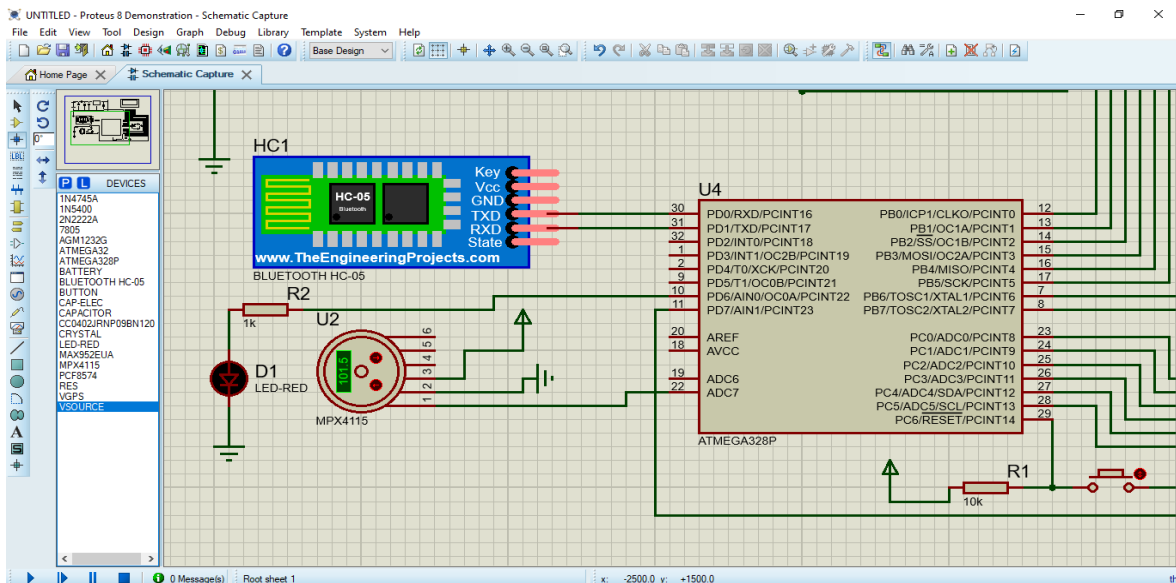 UNTITLED - Proteus 8 Demonstration - Schematic Capture
File Edit View Tool Design Graph Debug Library Template System Help
Base Design
Home Page
Schematic Capture
0°
P L DEVICES
1N4745A
1N5400
2N2222A
7805
AGM1232G
ATMEGA32
ATMEGA328P
BATTERY
BLUETOOTH HC-05
BUTTON
CAP-ELEC
CAPACITOR
CC0402JRNP09BN120
CRYSTAL
LED-RED
MAX952EUA
MPX4115
PCF8574
RES
VGPS
VSOURCE
HC1
HC-05
Bluetooth
Key
Vcc
GND
TXD
RXD
State
www.TheEngineeringProjects.com
BLUETOOTH HC-05
R2
1k
D1
LED-RED
U2
101.5
6
5
4
3
2
1
MPX4115
U4
30 PD0/RXD/PCINT16 PB0/ICP1/CLKO/PCINT0 12
31 PD1/TXD/PCINT17 PB1/OC1A/PCINT1 13
32 PD2/INT0/PCINT18 PB2/SS/OC1B/PCINT2 14
1 PD3/INT1/OC2B/PCINT19 PB3/MOSI/OC2A/PCINT3 15
2 PD4/T0/XCK/PCINT20 PB4/MISO/PCINT4 16
9 PD5/T1/OC0B/PCINT21 PB5/SCK/PCINT5 17
10 PD6/AIN0/OC0A/PCINT22 PB6/TOSC1/XTAL1/PCINT6 7
11 PD7/AIN1/PCINT23 PB7/TOSC2/XTAL2/PCINT7 8
20 AREF PC0/ADC0/PCINT8 23
18 AVCC PC1/ADC1/PCINT9 24
PC2/ADC2/PCINT10 25
19 ADC6 PC3/ADC3/PCINT11 26
22 ADC7 PC4/ADC4/SDA/PCINT12 27
PC5/ADC5/SCL/PCINT13 28
PC6/RESET/PCINT14 29
ATMEGA328P
R1
10k
0 Message(s) Root sheet 1 x: -2500.0 y: +1500.0 th